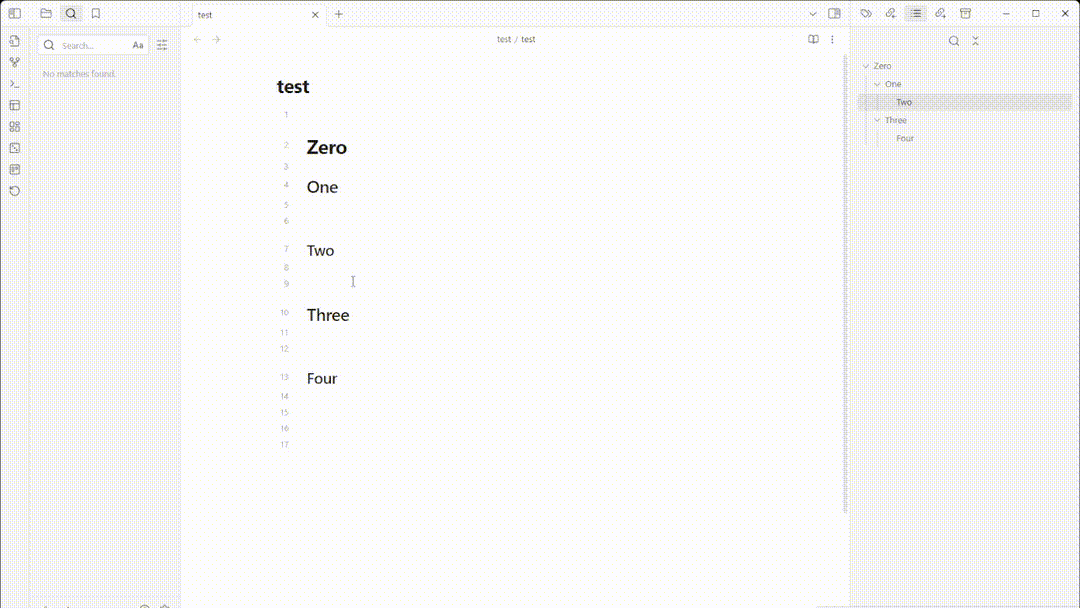 test
Search...
Aa
No matches found.
test / test
test
1
2 Zero
3
4 One
5
6
7 Two
8
9
10 Three
11
12
13 Four
14
15
16
17
Zero
One
Two
Three
Four